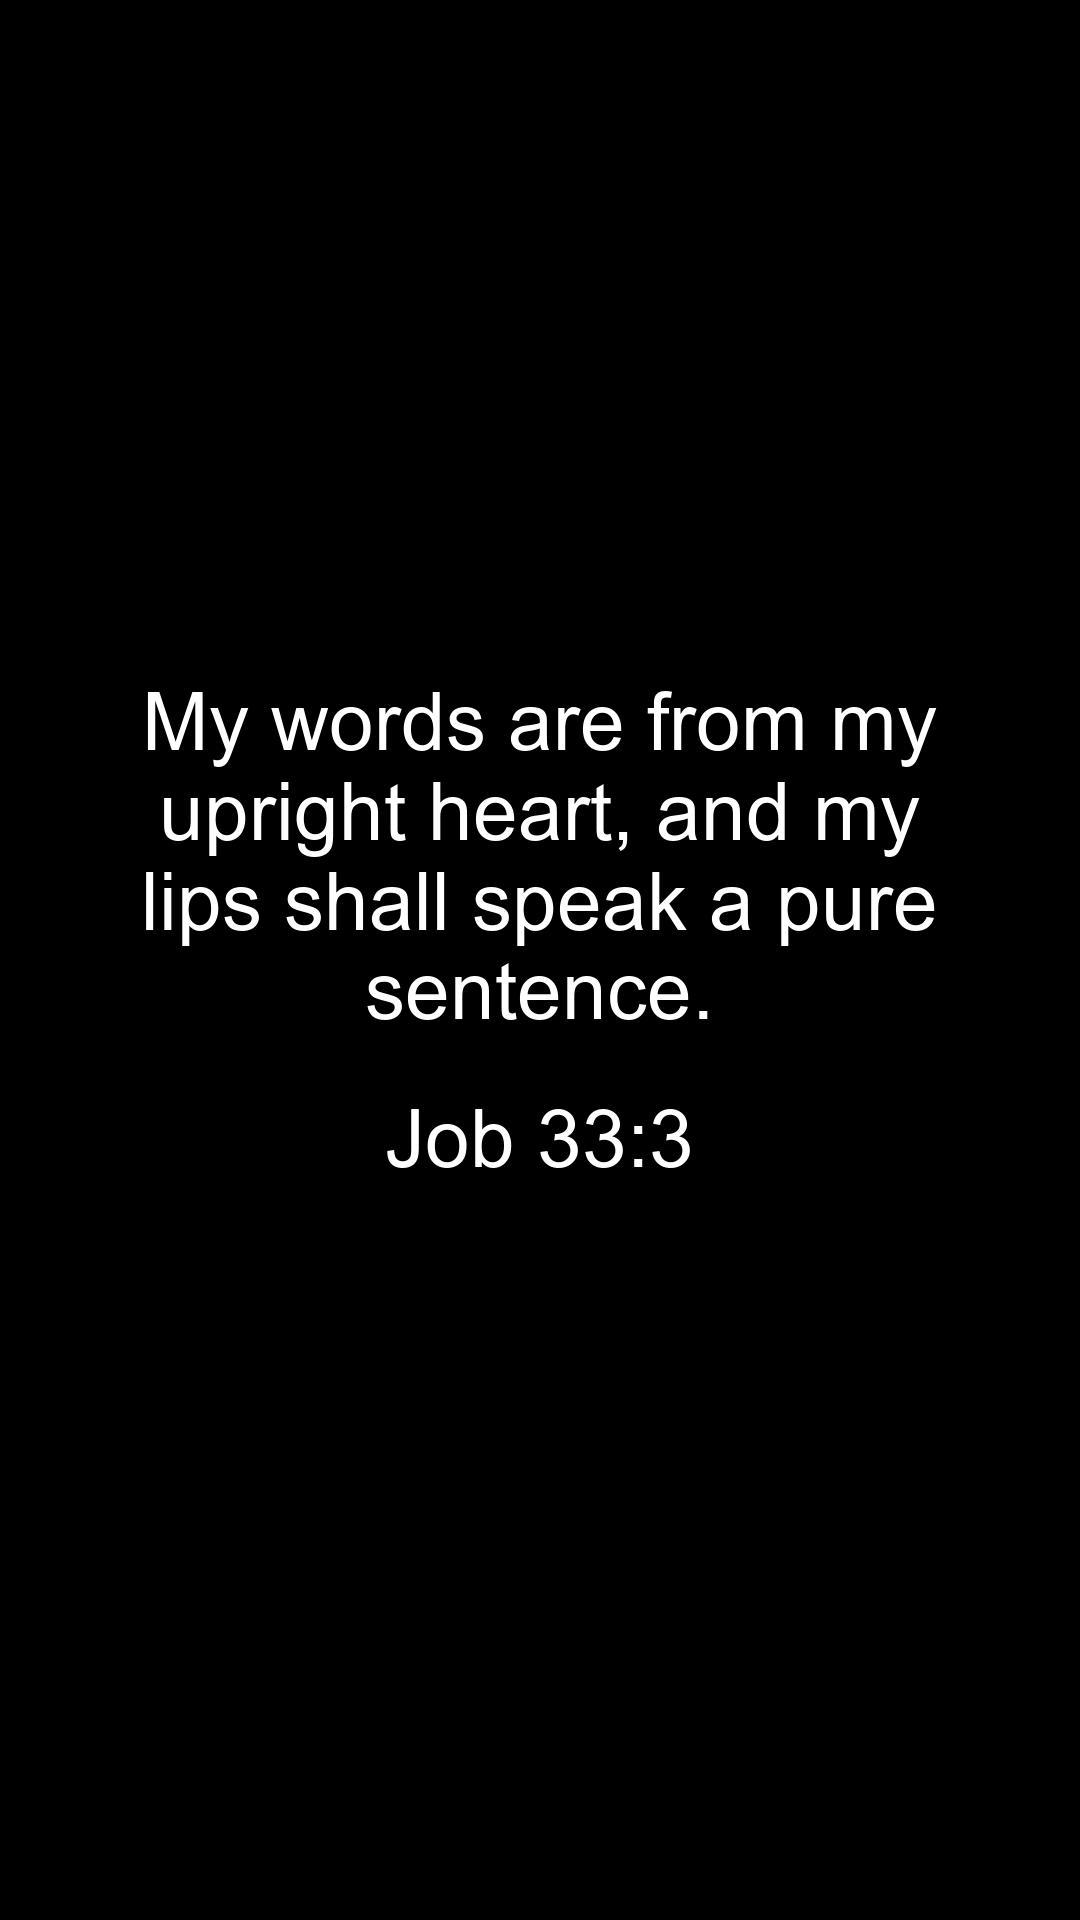 My words are from my
upright heart, and my
lips shall speak a pure
sentence.
Job 33:3